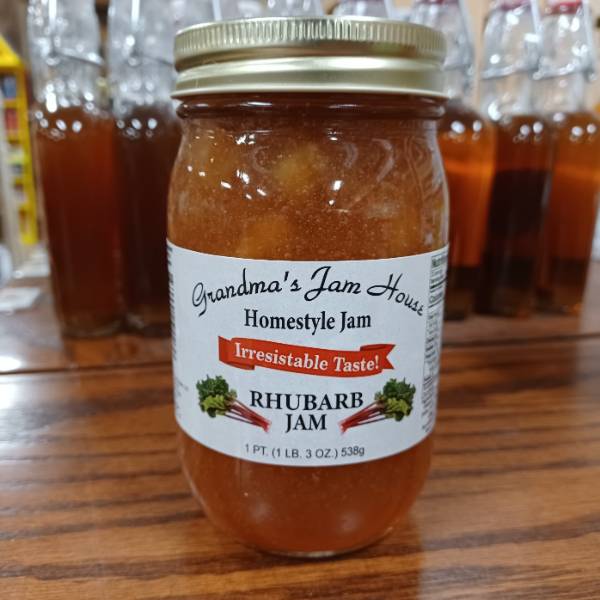 Grandma's Jam House
Homestyle Jam
Irresistable Taste!
RHUBARB
JAM
1 PT. (1 LB. 3 OZ.) 538g